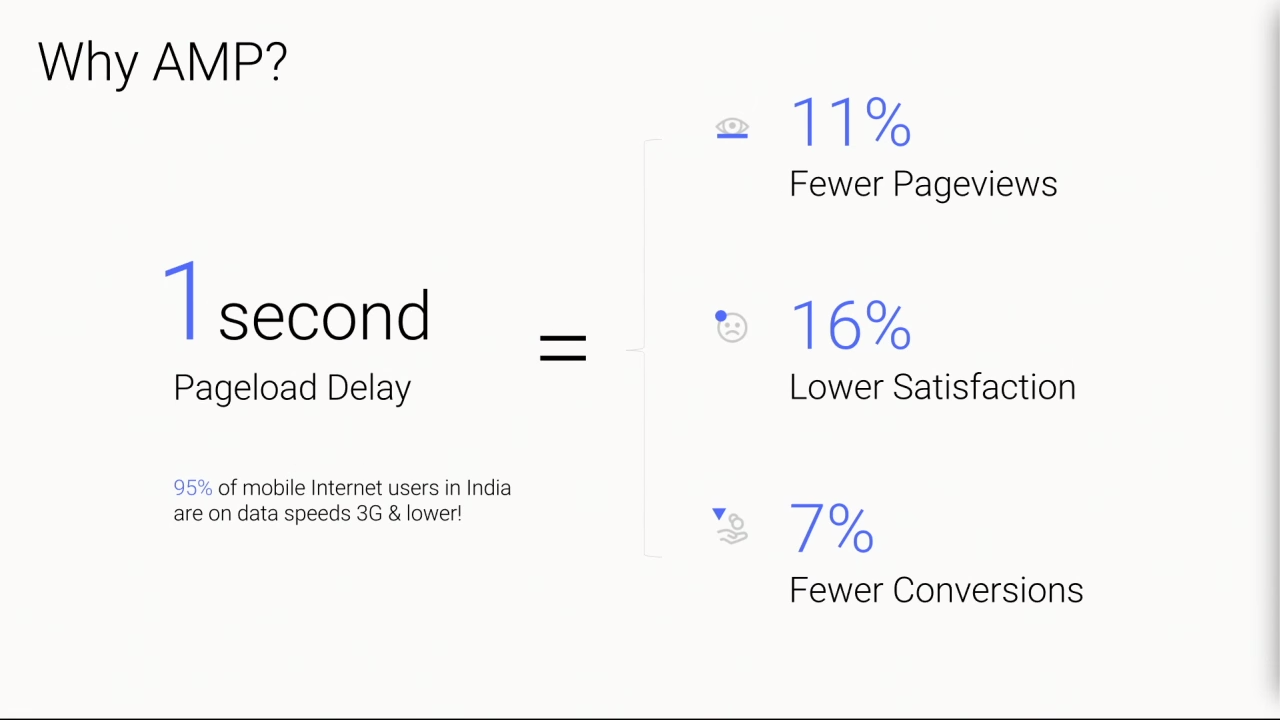 Why AMP?
1 second
Pageload Delay
95% of mobile Internet users in India
are on data speeds 3G & lower!
=
11%
Fewer Pageviews
16%
Lower Satisfaction
7%
Fewer Conversions